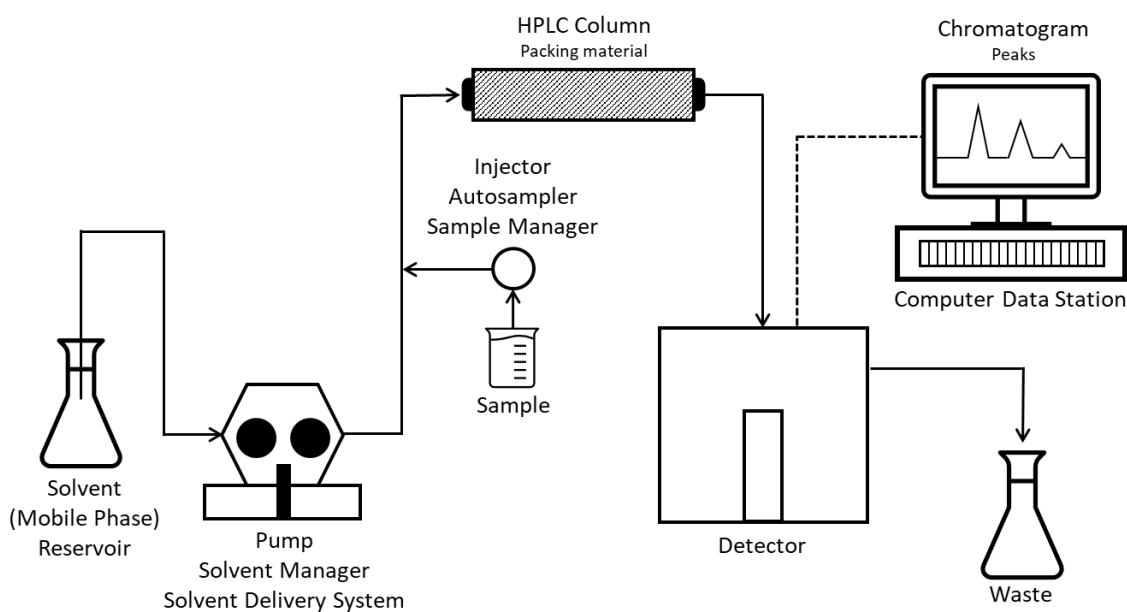 HPLC Column
Packing material
Chromatogram
Peaks
Injector
Autosampler
Sample Manager
Computer Data Station
Sample
Solvent
(Mobile Phase)
Reservoir
Pump
Solvent Manager
Solvent Delivery System
Detector
Waste